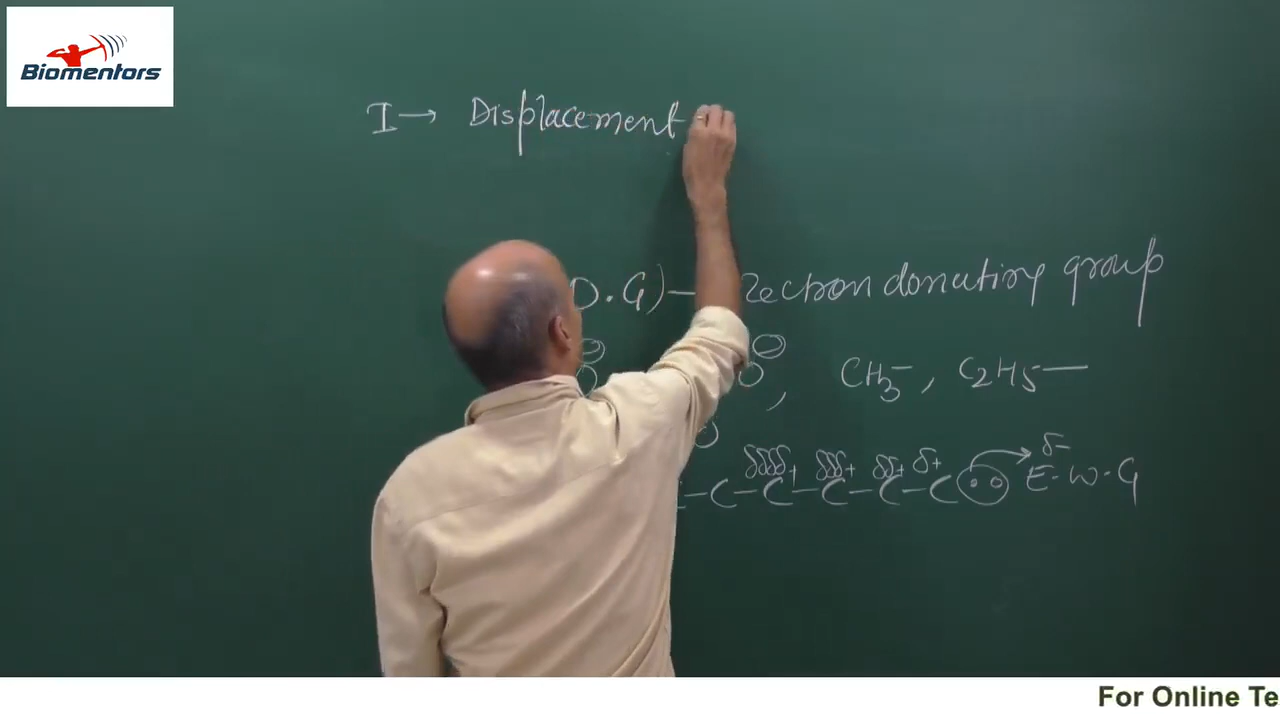 Biomentors
I → Displacement
D.G) — Electron donating group
⊖ ⊖ , CH3–, C2H5—
–C–C–C–C–C
δδδδ+ δδδ+ δδ+ δ+ δ-
E-W-G
For Online Te